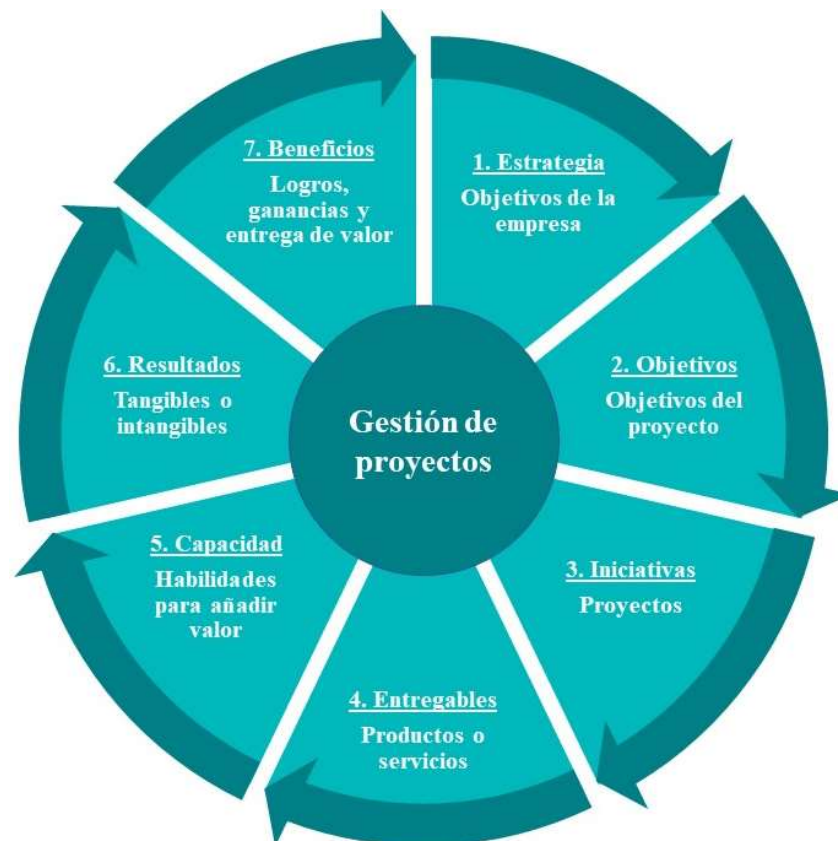 7. Beneficios
Logros,
ganancias y
entrega de valor
1. Estrategia
Objetivos de la
empresa
6. Resultados
Tangibles o
intangibles
2. Objetivos
Objetivos del
proyecto
Gestión de
proyectos
5. Capacidad
Habilidades
para añadir
valor
3. Iniciativas
Proyectos
4. Entregables
Productos o
servicios